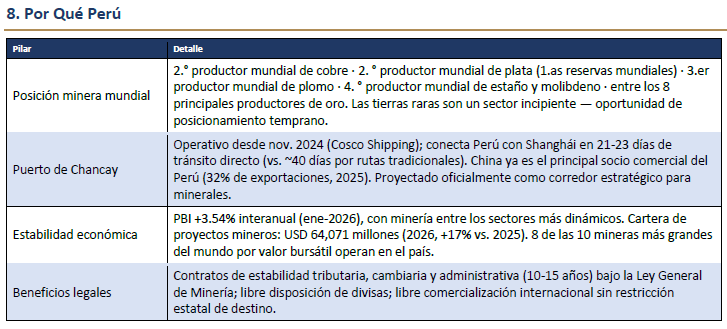 8. Por Qué Perú
Pilar
Detalle
Posición minera mundial
2.° productor mundial de cobre · 2. ° productor mundial de plata (1.as reservas mundiales) · 3.er
productor mundial de plomo · 4. ° productor mundial de estaño y molibdeno · entre los 8
principales productores de oro. Las tierras raras son un sector incipiente — oportunidad de
posicionamiento temprano.
Puerto de Chancay
Operativo desde nov. 2024 (Cosco Shipping); conecta Perú con Shanghái en 21-23 días de
tránsito directo (vs. ~40 días por rutas tradicionales). China ya es el principal socio comercial del
Perú (32% de exportaciones, 2025). Proyectado oficialmente como corredor estratégico para
minerales.
Estabilidad económica
PBI +3.54% interanual (ene-2026), con minería entre los sectores más dinámicos. Cartera de
proyectos mineros: USD 64,071 millones (2026, +17% vs. 2025). 8 de las 10 mineras más grandes
del mundo por valor bursátil operan en el país.
Beneficios legales
Contratos de estabilidad tributaria, cambiaria y administrativa (10-15 años) bajo la Ley General
de Minería; libre disposición de divisas; libre comercialización internacional sin restricción
estatal de destino.